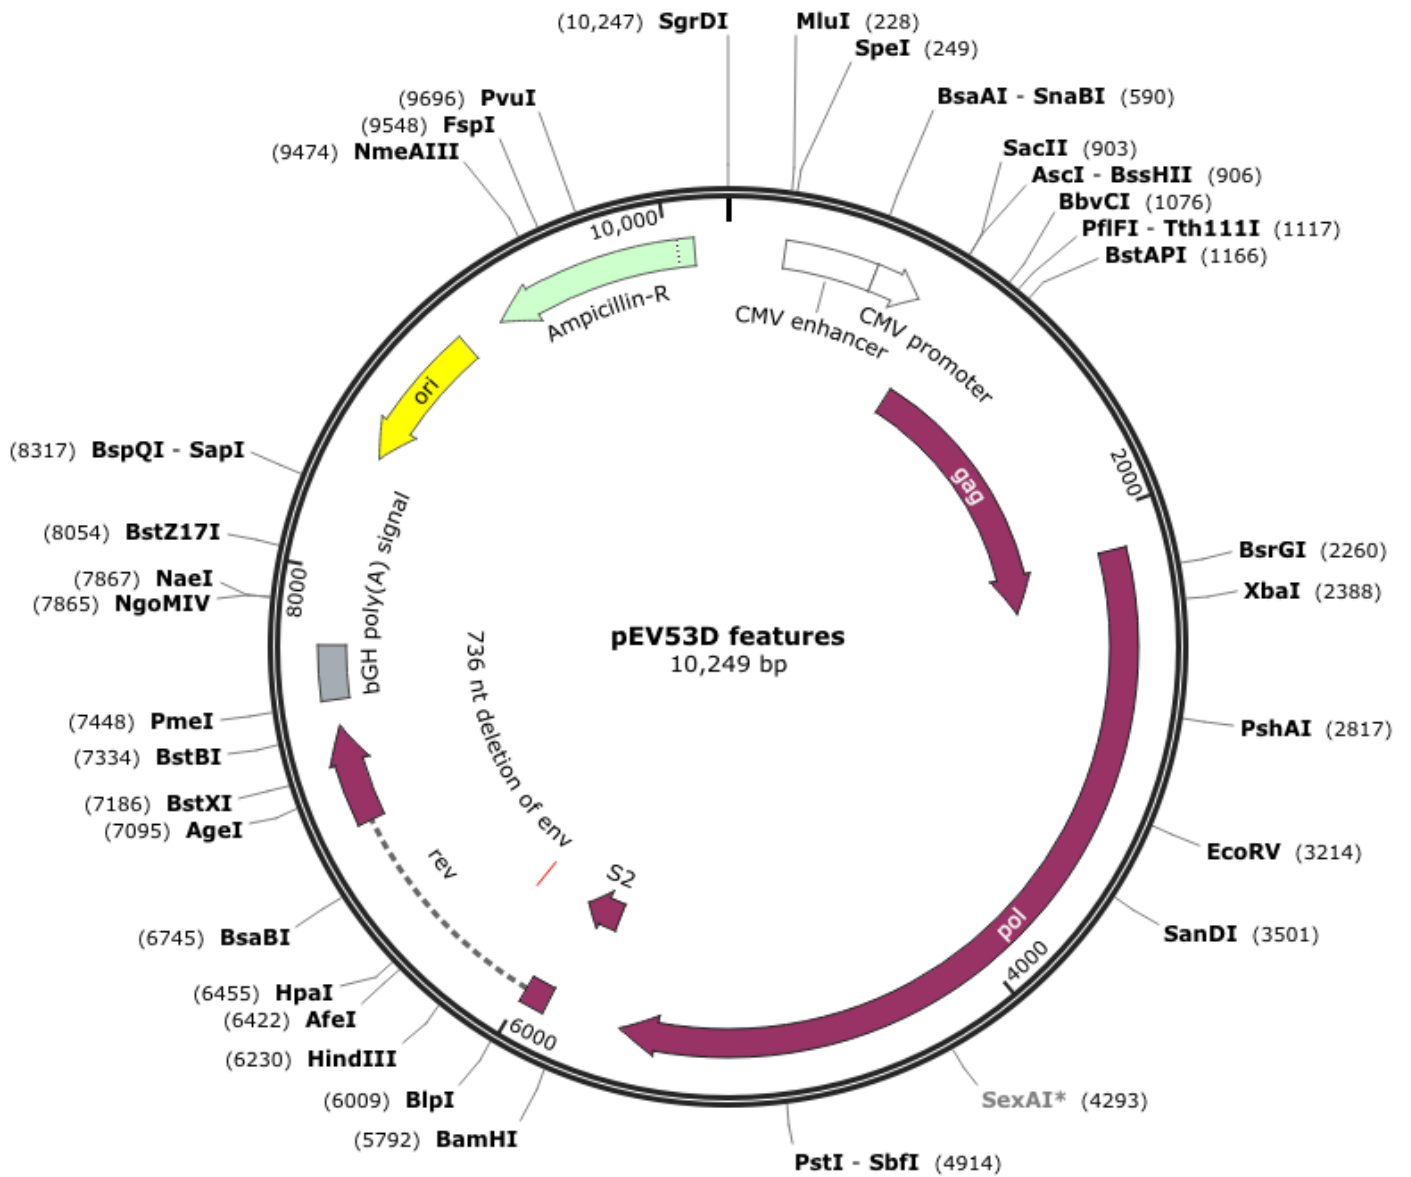 (10,247) SgrDI
MluI (228)
SpeI (249)
BsaAI - SnaBI (590)
SacII (903)
AscI - BssHII (906)
BbvCI (1076)
PflFI - Tth111I (1117)
BstAPI (1166)
(9696) PvuI
(9548) FspI
(9474) NmeAIII
10,000
Ampicillin-R
CMV enhancer
CMV promoter
ori
gag
2000
BsrGI (2260)
XbaI (2388)
PshAI (2817)
EcoRV (3214)
SanDI (3501)
pol
4000
SexAI* (4293)
PstI - SbfI (4914)
pEV53D features
10,249 bp
(8317) BspQI - SapI
(8054) BstZ17I
(7867) NaeI
(7865) NgoMIV
8000
bGH poly(A) signal
736 nt deletion of env
S2
rev
(7448) PmeI
(7334) BstBI
(7186) BstXI
(7095) AgeI
(6745) BsaBI
(6455) HpaI
(6422) AfeI
(6230) HindIII
6000
(6009) BlpI
(5792) BamHI